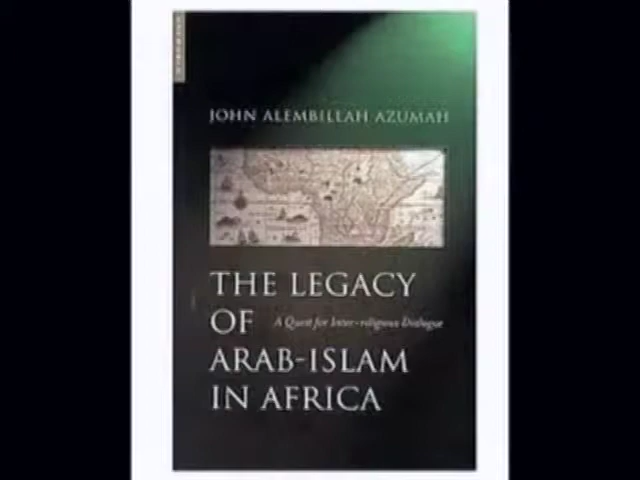 JOHN ALEMBILLAH AZUMAH
THE LEGACY
OF A Quest for Inter-religious Dialogue
ARAB-ISLAM
IN AFRICA